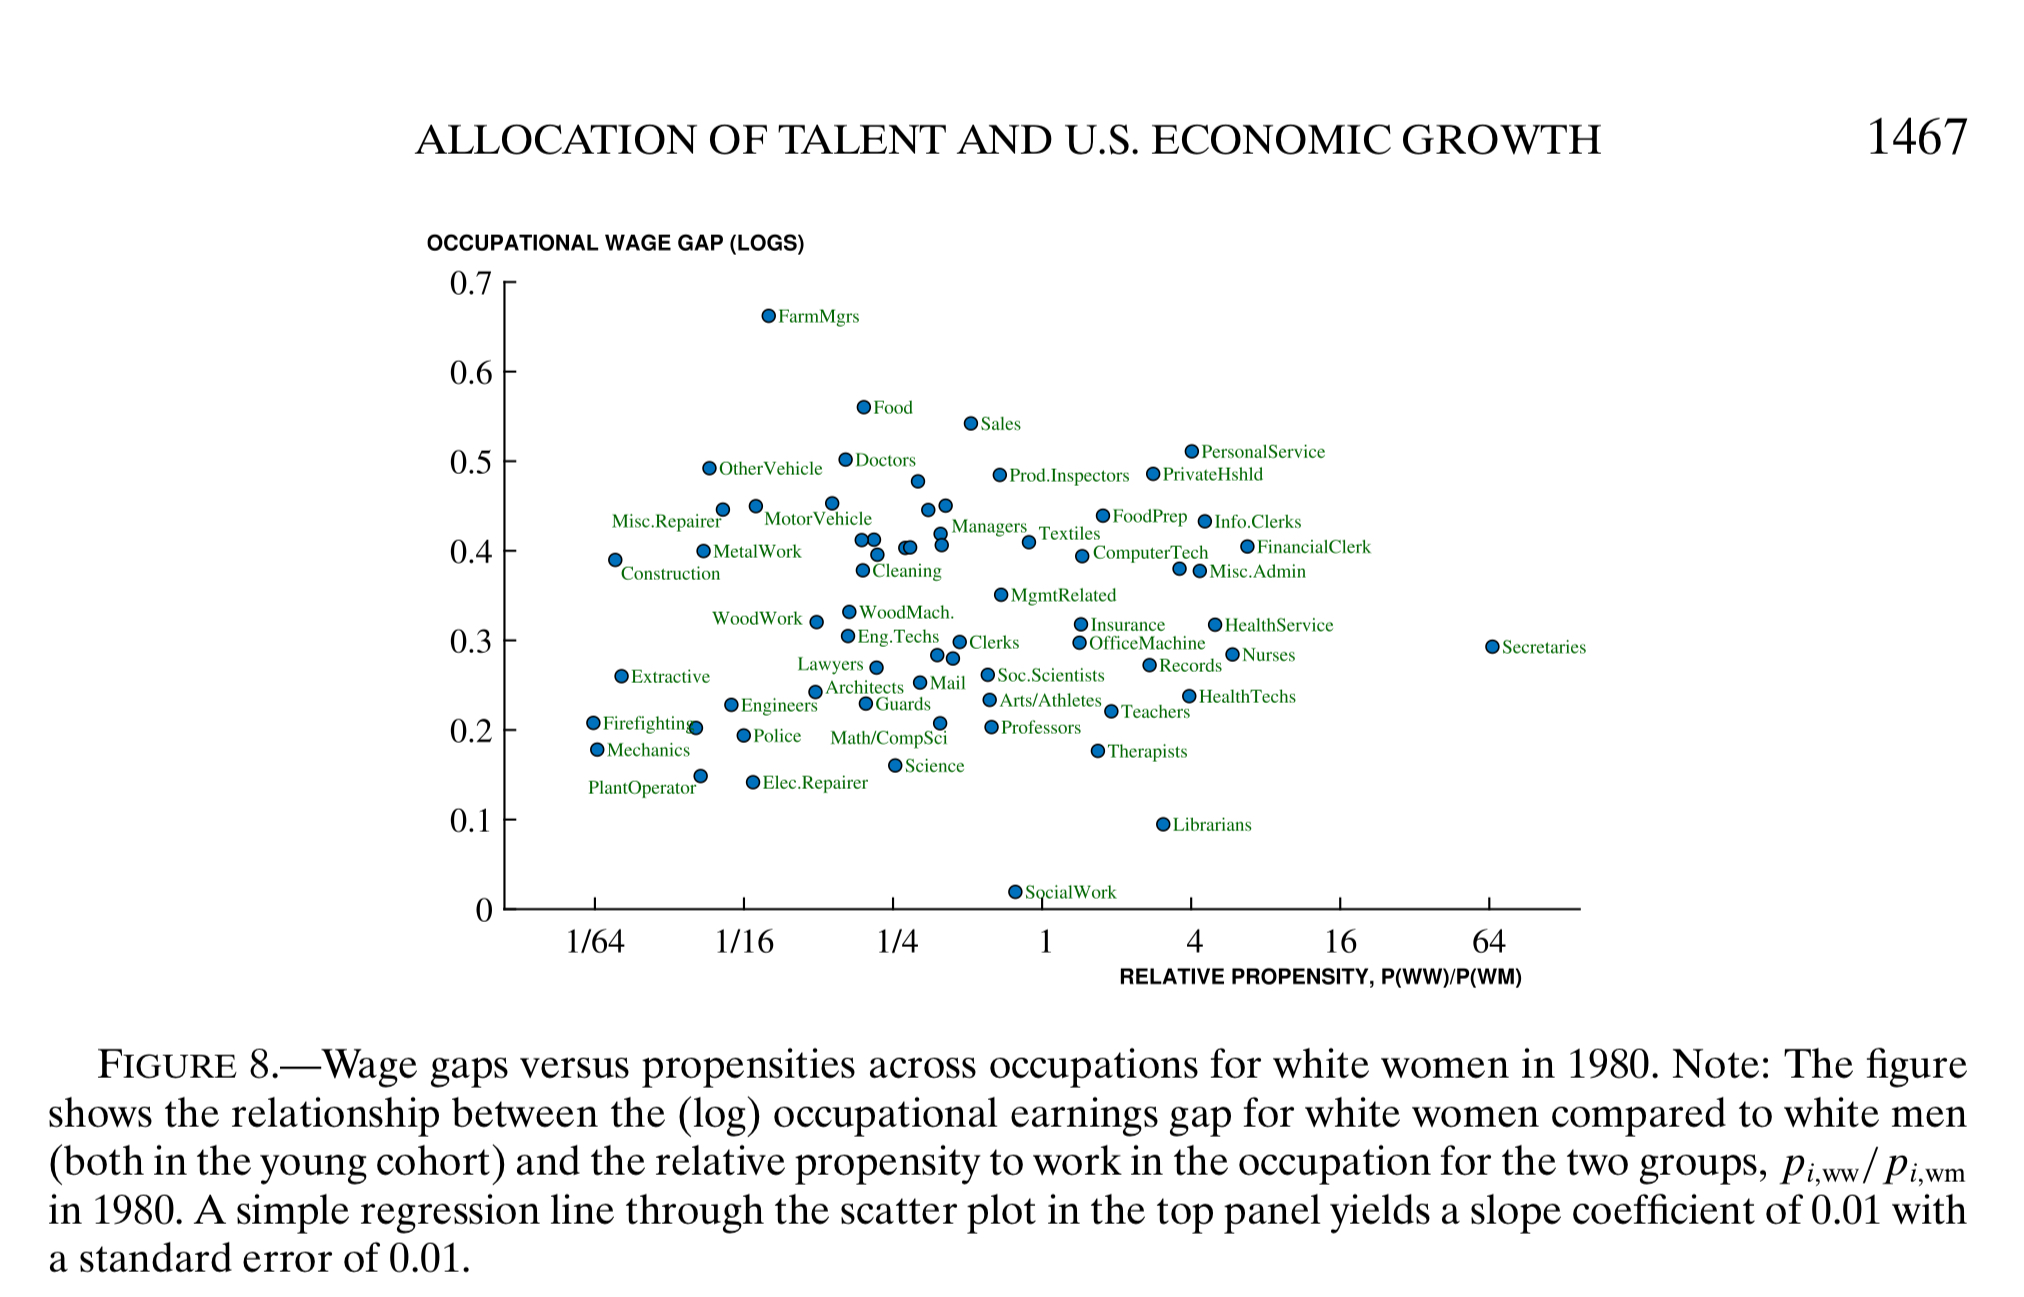 ALLOCATION OF TALENT AND U.S. ECONOMIC GROWTH 1467
OCCUPATIONAL WAGE GAP (LOGS)
0.7
FarmMgrs
0.6
Food
Sales
PersonalService
0.5
Doctors
OtherVehicle
Prod.Inspectors
PrivateHshld
Misc.Repairer
MotorVehicle
Managers
FoodPrep
Info.Clerks
Textiles
0.4
MetalWork
ComputerTech
FinancialClerk
Construction
Cleaning
Misc.Admin
MgmtRelated
WoodWork
WoodMach.
Insurance
HealthService
0.3
Eng.Techs
Clerks
OfficeMachine
Secretaries
Lawyers
Records
Nurses
Extractive
Architects
Mail
Soc.Scientists
Engineers
Guards
Arts/Athletes
HealthTechs
Teachers
0.2
Firefighting
Police
Math/CompSci
Professors
Mechanics
Science
Therapists
PlantOperator
Elec.Repairer
0.1
Librarians
SocialWork
0
1/64 1/16 1/4 1 4 16 64
RELATIVE PROPENSITY, P(WW)/P(WM)
FIGURE 8.—Wage gaps versus propensities across occupations for white women in 1980. Note: The figure
shows the relationship between the (log) occupational earnings gap for white women compared to white men
(both in the young cohort) and the relative propensity to work in the occupation for the two groups, p_i,ww/p_i,wm
in 1980. A simple regression line through the scatter plot in the top panel yields a slope coefficient of 0.01 with
a standard error of 0.01.